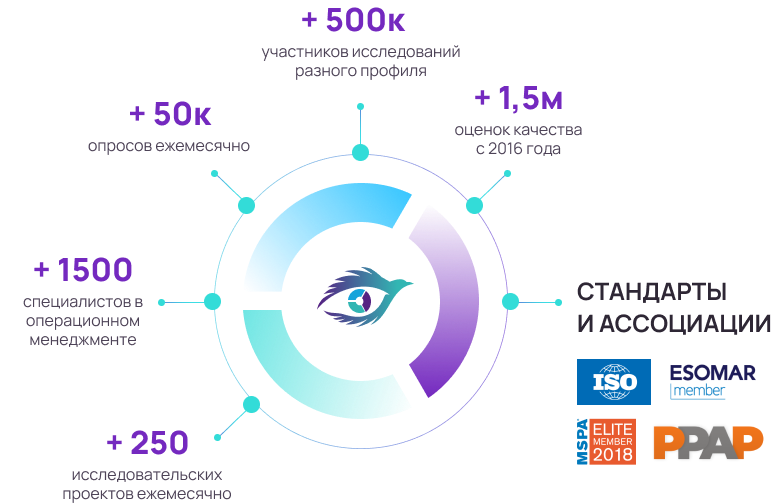 + 500к
участников исследований
разного профиля
+ 1,5м
оценок качества
с 2016 года
+ 50к
опросов ежемесячно
+ 1500
специалистов в
операционном
менеджменте
+ 250
исследовательских
проектов ежемесячно
СТАНДАРТЫ
И АССОЦИАЦИИ
ISO
ESOMAR
member
MSPA
ELITE
MEMBER
2018
PPAP